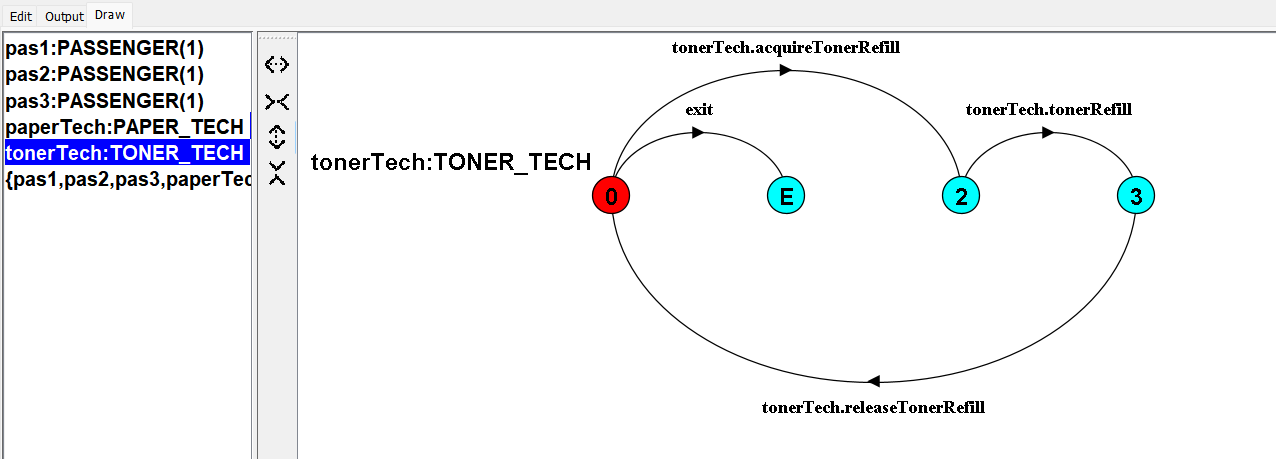 Edit Output Draw
pas1:PASSENGER(1)
pas2:PASSENGER(1)
pas3:PASSENGER(1)
paperTech:PAPER_TECH
tonerTech:TONER_TECH
{pas1,pas2,pas3,paperTec
tonerTech.acquireTonerRefill
exit
tonerTech.tonerRefill
tonerTech:TONER_TECH
0
E
2
3
tonerTech.releaseTonerRefill